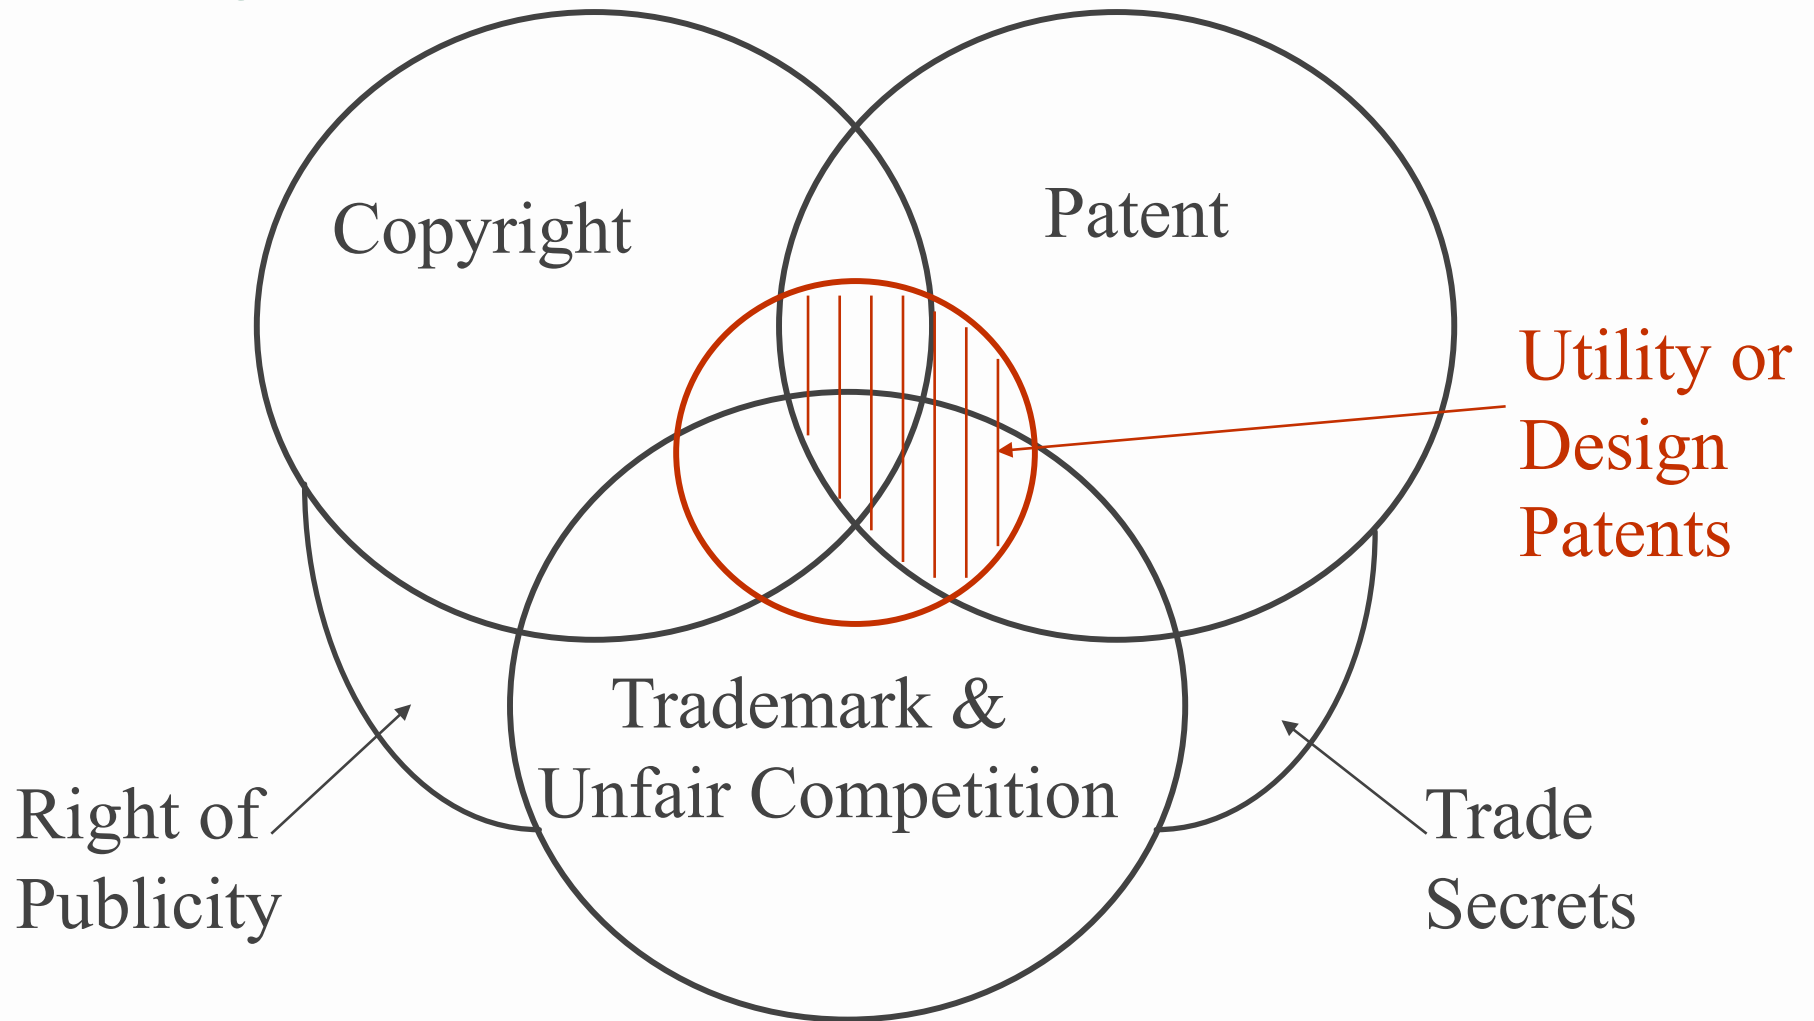 Copyright
Patent
Utility or
Design
Patents
Trademark &
Unfair Competition
Right of
Publicity
Trade
Secrets